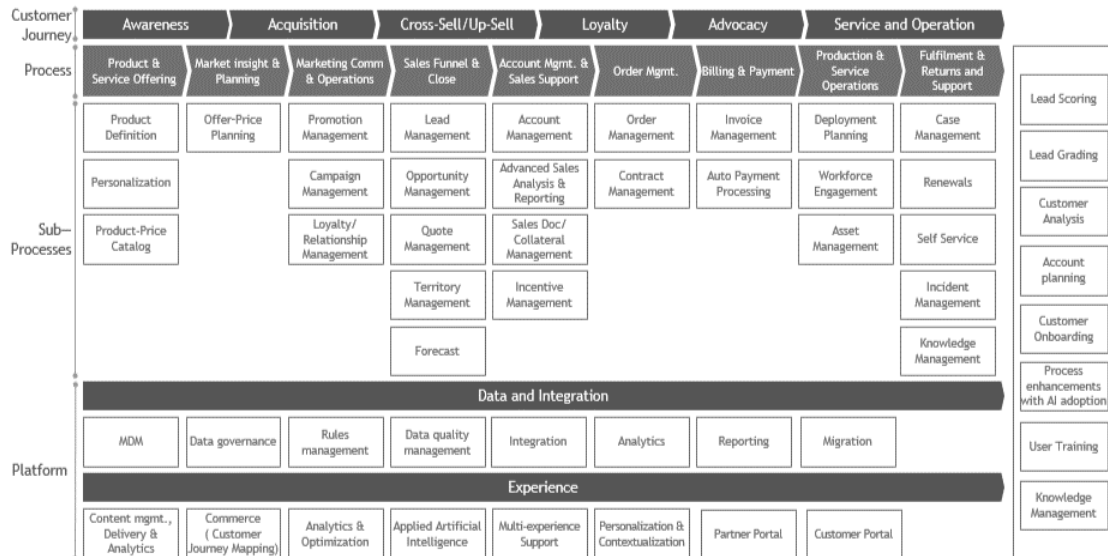 Customer
Journey
Awareness
Acquisition
Cross-Sell/Up-Sell
Loyalty
Advocacy
Service and Operation
Process
Product &
Service Offering
Market insight &
Planning
Marketing Comm
& Operations
Sales Funnel &
Close
Account Mgmt. &
Sales Support
Order Mgmt.
Billing & Payment
Production &
Service
Operations
Fulfilment &
Returns and
Support
Sub—
Processes
Product
Definition
Offer-Price
Planning
Promotion
Management
Lead
Management
Account
Management
Order
Management
Invoice
Management
Deployment
Planning
Case
Management
Personalization
Campaign
Management
Opportunity
Management
Advanced Sales
Analysis &
Reporting
Contract
Management
Auto Payment
Processing
Workforce
Engagement
Renewals
Product-Price
Catalog
Loyalty/
Relationship
Management
Quote
Management
Sales Doc/
Collateral
Management
Asset
Management
Self Service
Territory
Management
Incentive
Management
Incident
Management
Forecast
Knowledge
Management
Platform
Data and Integration
MDM
Data governance
Rules
management
Data quality
management
Integration
Analytics
Reporting
Migration
Experience
Content mgmt.,
Delivery &
Analytics
Commerce
( Customer
Journey Mapping)
Analytics &
Optimization
Applied Artificial
Intelligence
Multi-experience
Support
Personalization &
Contextualization
Partner Portal
Customer Portal
Lead Scoring
Lead Grading
Customer
Analysis
Account
planning
Customer
Onboarding
Process
enhancements
with AI adoption
User Training
Knowledge
Management